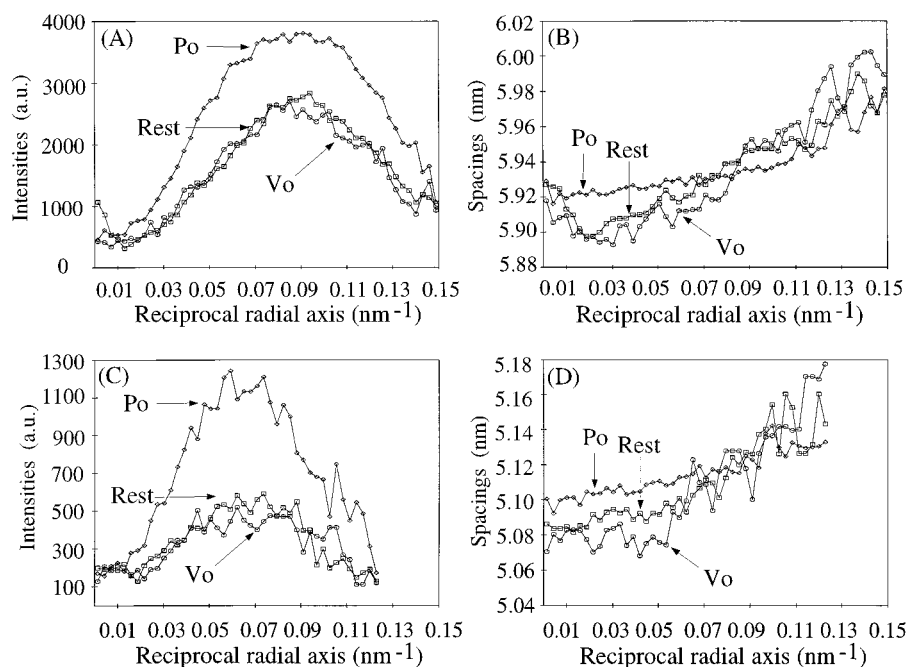 (A)
Intensities (a.u.)
4000
3000
2000
1000
0
Po
Rest
Vo
0.01 0.03 0.05 0.07 0.09 0.11 0.13 0.15
Reciprocal radial axis (nm-1)
(B)
Spacings (nm)
6.02
6.00
5.98
5.96
5.94
5.92
5.90
5.88
Po
Rest
Vo
0.01 0.03 0.05 0.07 0.09 0.11 0.13 0.15
Reciprocal radial axis (nm-1)
(C)
Intensities (a.u.)
1300
1100
900
700
500
300
100
Po
Rest
Vo
0.01 0.03 0.05 0.07 0.09 0.11 0.13 0.15
Reciprocal radial axis (nm-1)
(D)
Spacings (nm)
5.18
5.16
5.14
5.12
5.10
5.08
5.06
5.04
Po
Rest
Vo
0.01 0.03 0.05 0.07 0.09 0.11 0.13 0.15
Reciprocal radial axis (nm-1)